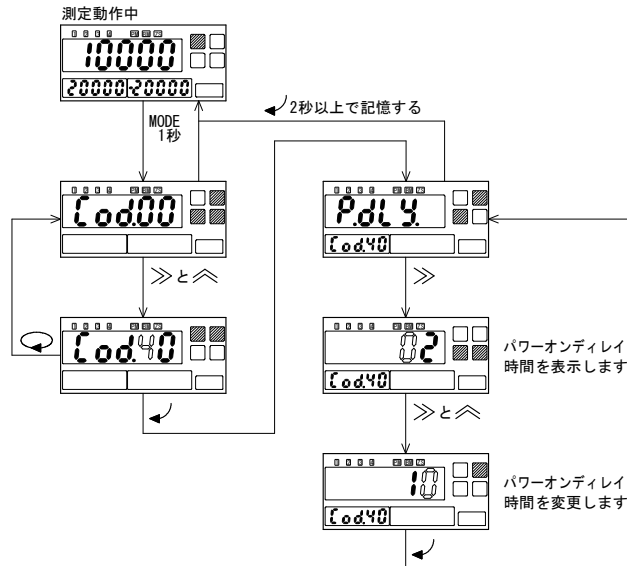 測定動作中
10000
20000 -20000
2秒以上で記憶する
MODE
1秒
Cod.00
≫と︽
Cod.40
P.dLY.
Cod.40
≫
02
Cod.40
パワーオンディレイ
時間を表示します
≫と︽
10
Cod.40
パワーオンディレイ
時間を変更します